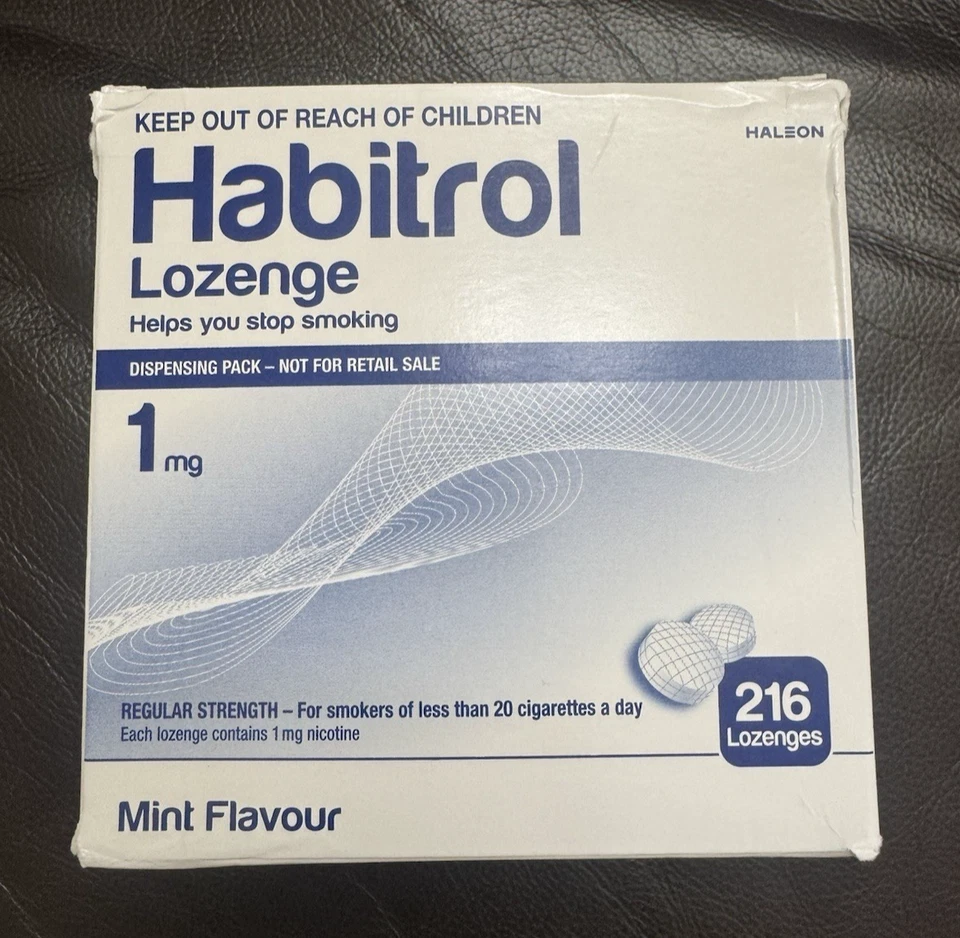 KEEP OUT OF REACH OF CHILDREN
HALEON
Habitrol
Lozenge
Helps you stop smoking
DISPENSING PACK – NOT FOR RETAIL SALE
1 mg
REGULAR STRENGTH – For smokers of less than 20 cigarettes a day
Each lozenge contains 1 mg nicotine
216
Lozenges
Mint Flavour